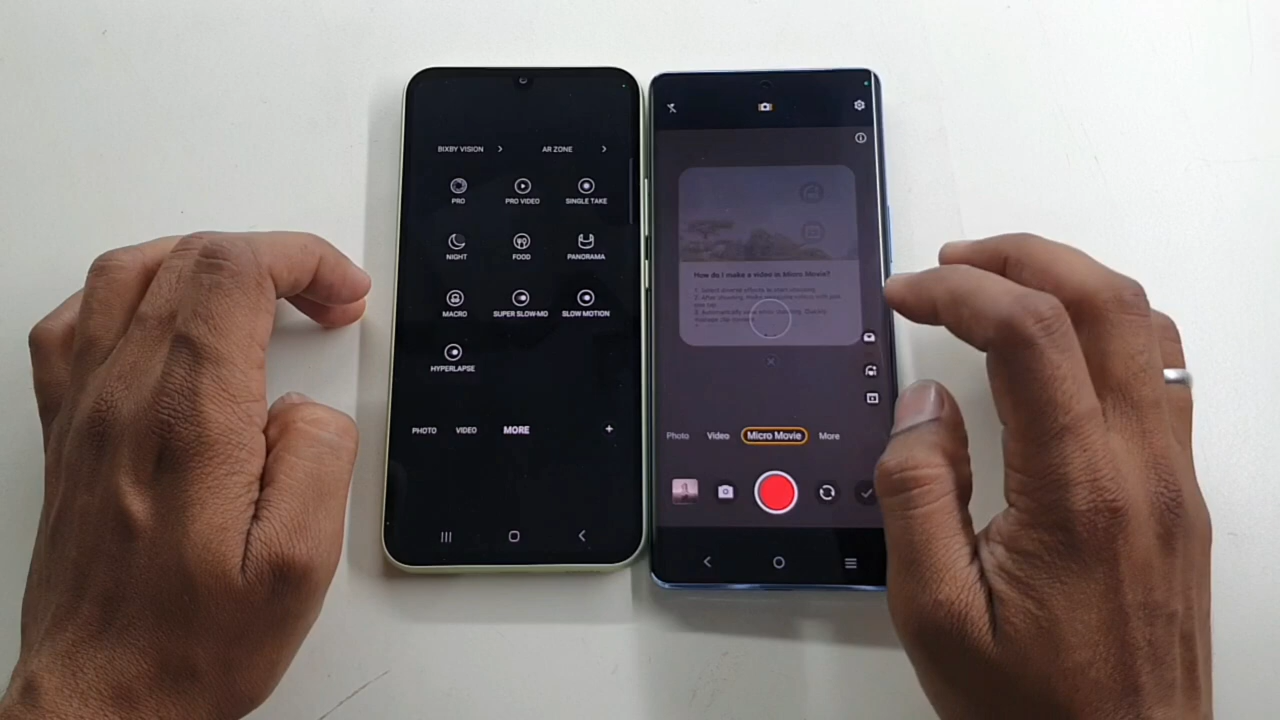 BIXBY VISION
AR ZONE
PRO
PRO VIDEO
SINGLE TAKE
NIGHT
FOOD
PANORAMA
MACRO
SUPER SLOW-MO
SLOW MOTION
HYPERLAPSE
PHOTO
VIDEO
MORE
How do I make a video in Micro Movie?
Photo
Video
Micro Movie
More